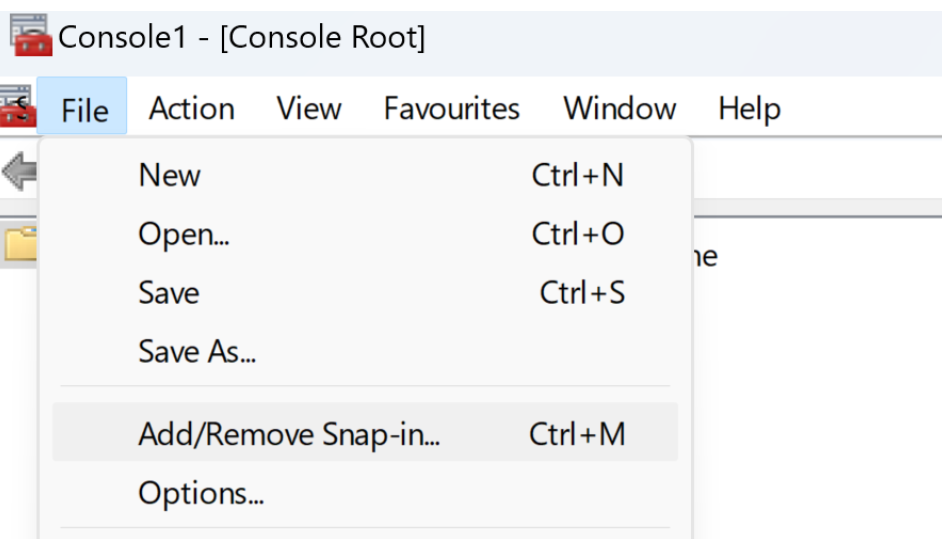 Console1 - [Console Root]
File Action View Favourites Window Help
New Ctrl+N
Open... Ctrl+O
Save Ctrl+S
Save As...
Add/Remove Snap-in... Ctrl+M
Options...